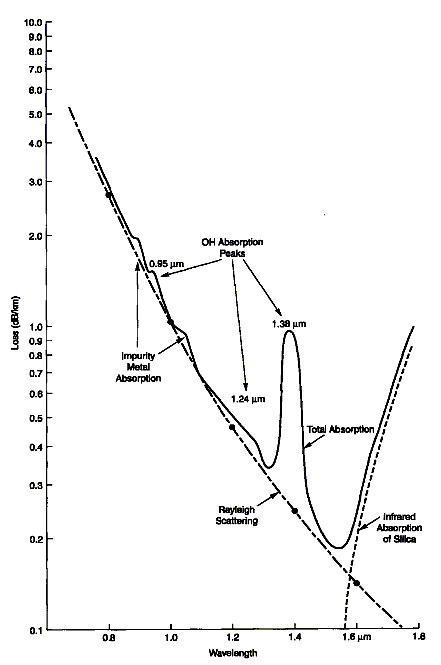 10.0
9.0
8.0
7.0
6.0
5.0
4.0
3.0
2.0
1.0
0.9
0.8
0.7
0.6
0.5
0.4
0.3
0.2
0.1
Loss (dB/km)
OH Absorption
Peaks
0.95 µm
1.38 µm
Impurity
Metal
Absorption
1.24 µm
Total Absorption
Rayleigh
Scattering
Infrared
Absorption
of Silica
0.8
1.0
1.2
1.4
1.6 µm
1.8
Wavelength